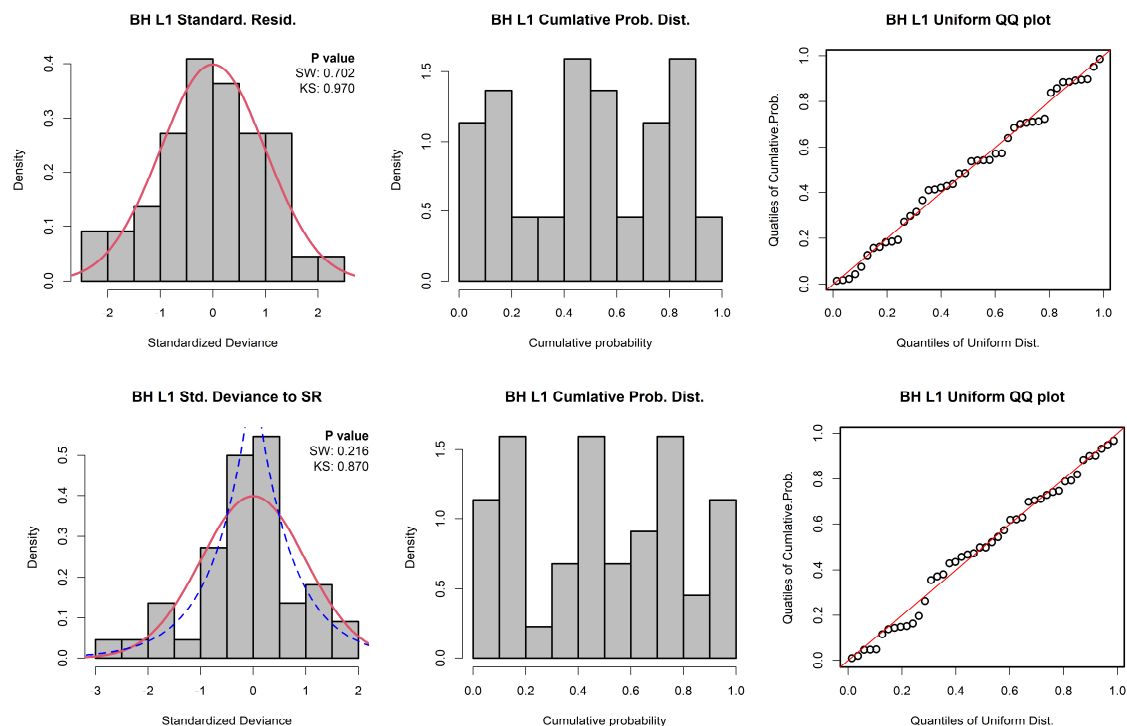 BH L1 Standard. Resid.
P value
SW: 0.702
KS: 0.970
Density
0.0 0.1 0.2 0.3 0.4
2 1 0 1 2
Standardized Deviance
BH L1 Cumlative Prob. Dist.
Density
0.0 0.5 1.0 1.5
0.0 0.2 0.4 0.6 0.8 1.0
Cumulative probability
BH L1 Uniform QQ plot
Quatiles of Cumlative.Prob.
0.0 0.2 0.4 0.6 0.8 1.0
0.0 0.2 0.4 0.6 0.8 1.0
Quantiles of Uniform Dist.
BH L1 Std. Deviance to SR
P value
SW: 0.216
KS: 0.870
Density
0.0 0.1 0.2 0.3 0.4 0.5
3 2 1 0 1 2
Standardized Deviance
BH L1 Cumlative Prob. Dist.
Density
0.0 0.5 1.0 1.5
0.0 0.2 0.4 0.6 0.8 1.0
Cumulative probability
BH L1 Uniform QQ plot
Quatiles of Cumlative.Prob.
0.0 0.2 0.4 0.6 0.8 1.0
0.0 0.2 0.4 0.6 0.8 1.0
Quantiles of Uniform Dist.